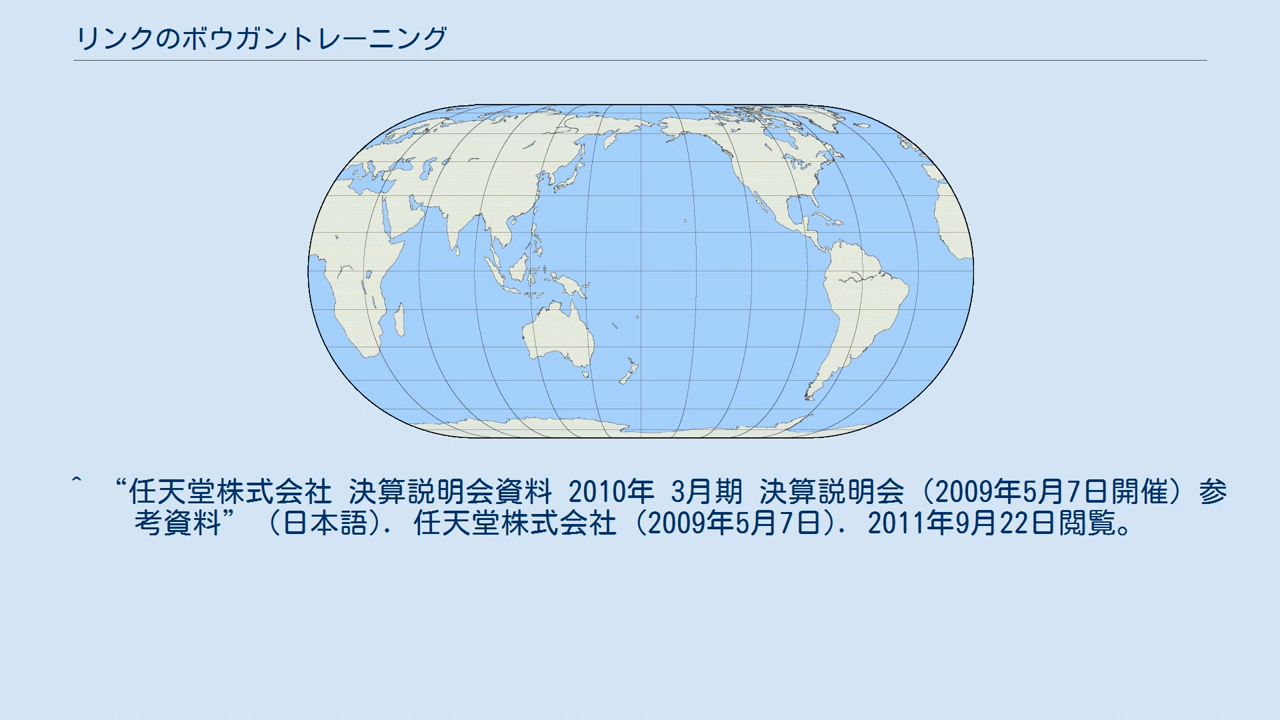 リンクのボウガントレーニング
^ “任天堂株式会社 決算説明会資料 2010年 3月期 決算説明会（2009年5月7日開催）参
考資料” （日本語）. 任天堂株式会社（2009年5月7日）. 2011年9月22日閲覧。